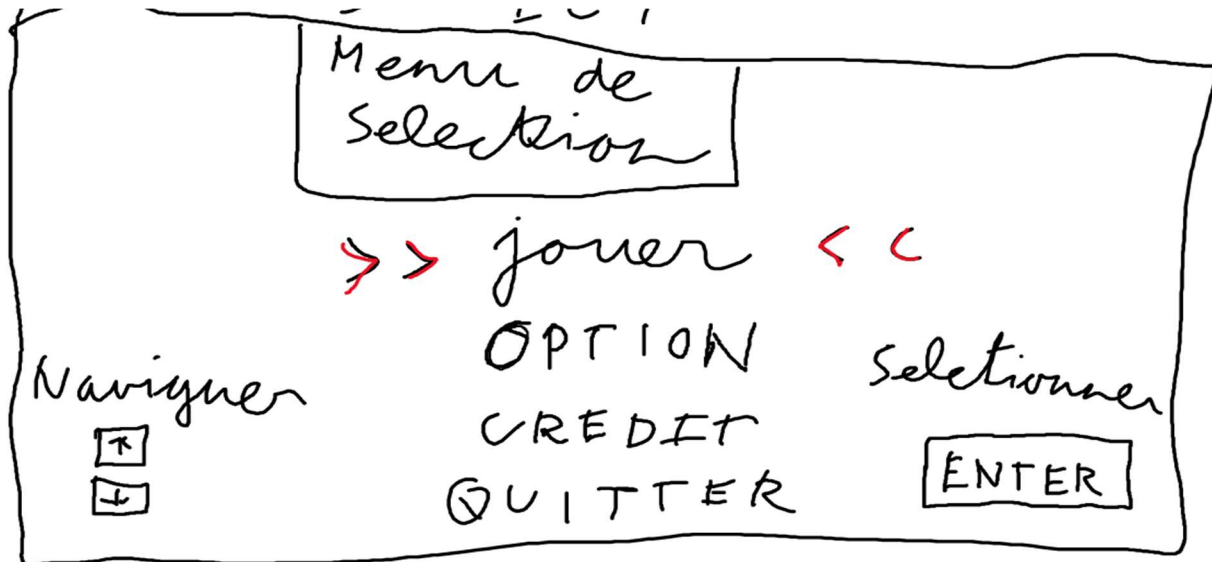 Menu de
Selection
>> jouer <<
OPTION
Naviguer
Seletionner
CREDIT
↑
ENTER
↓
QUITTER